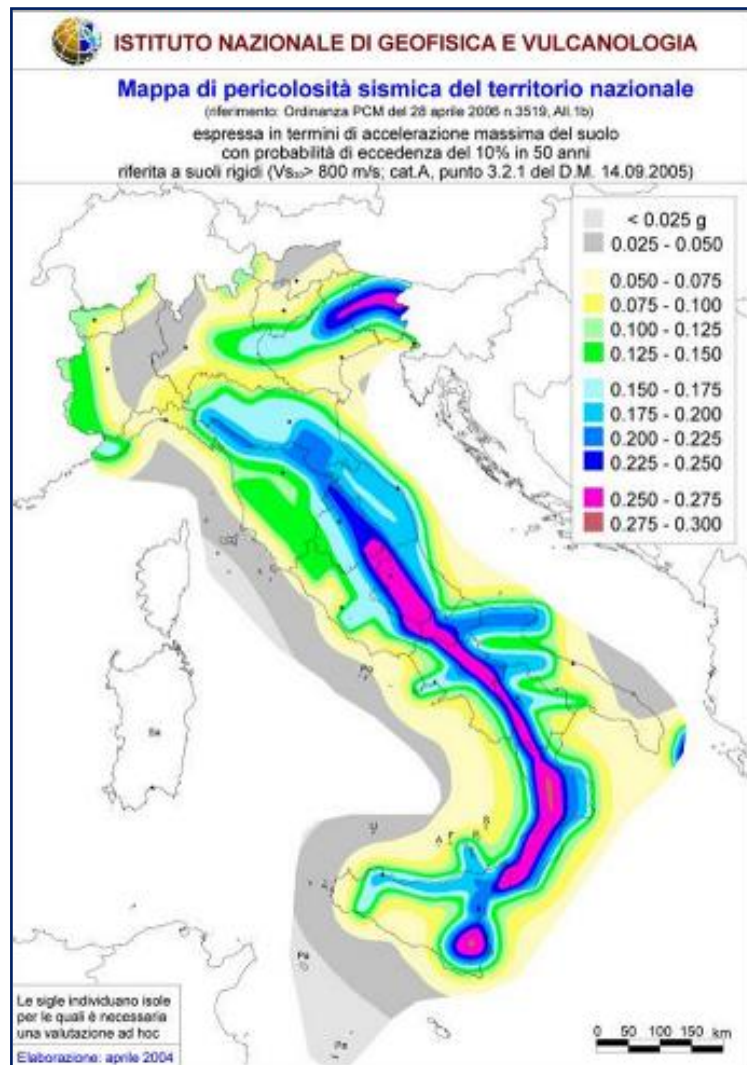 ISTITUTO NAZIONALE DI GEOFISICA E VULCANOLOGIA
Mappa di pericolosità sismica del territorio nazionale
(riferimento: Ordinanza PCM del 28 aprile 2006 n.3519, All.1b)
espressa in termini di accelerazione massima del suolo
con probabilità di eccedenza del 10% in 50 anni
riferita a suoli rigidi (Vs₃₀> 800 m/s; cat.A, punto 3.2.1 del D.M. 14.09.2005)
< 0.025 g
0.025 - 0.050
0.050 - 0.075
0.075 - 0.100
0.100 - 0.125
0.125 - 0.150
0.150 - 0.175
0.175 - 0.200
0.200 - 0.225
0.225 - 0.250
0.250 - 0.275
0.275 - 0.300
Po
Sa
U
A
F
Pa
Pe
Le sigle individuano isole
per le quali è necessaria
una valutazione ad hoc
Elaborazione: aprile 2004
0 50 100 150 km